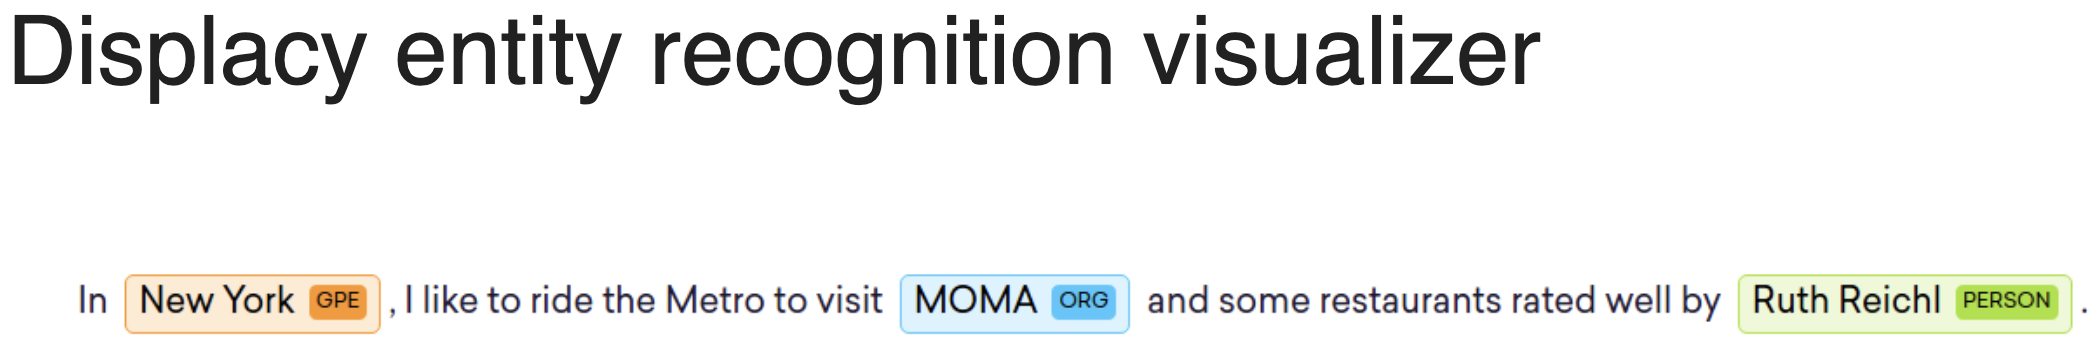 Displacy entity recognition visualizer
In New York GPE , I like to ride the Metro to visit MOMA ORG and some restaurants rated well by Ruth Reichl PERSON .